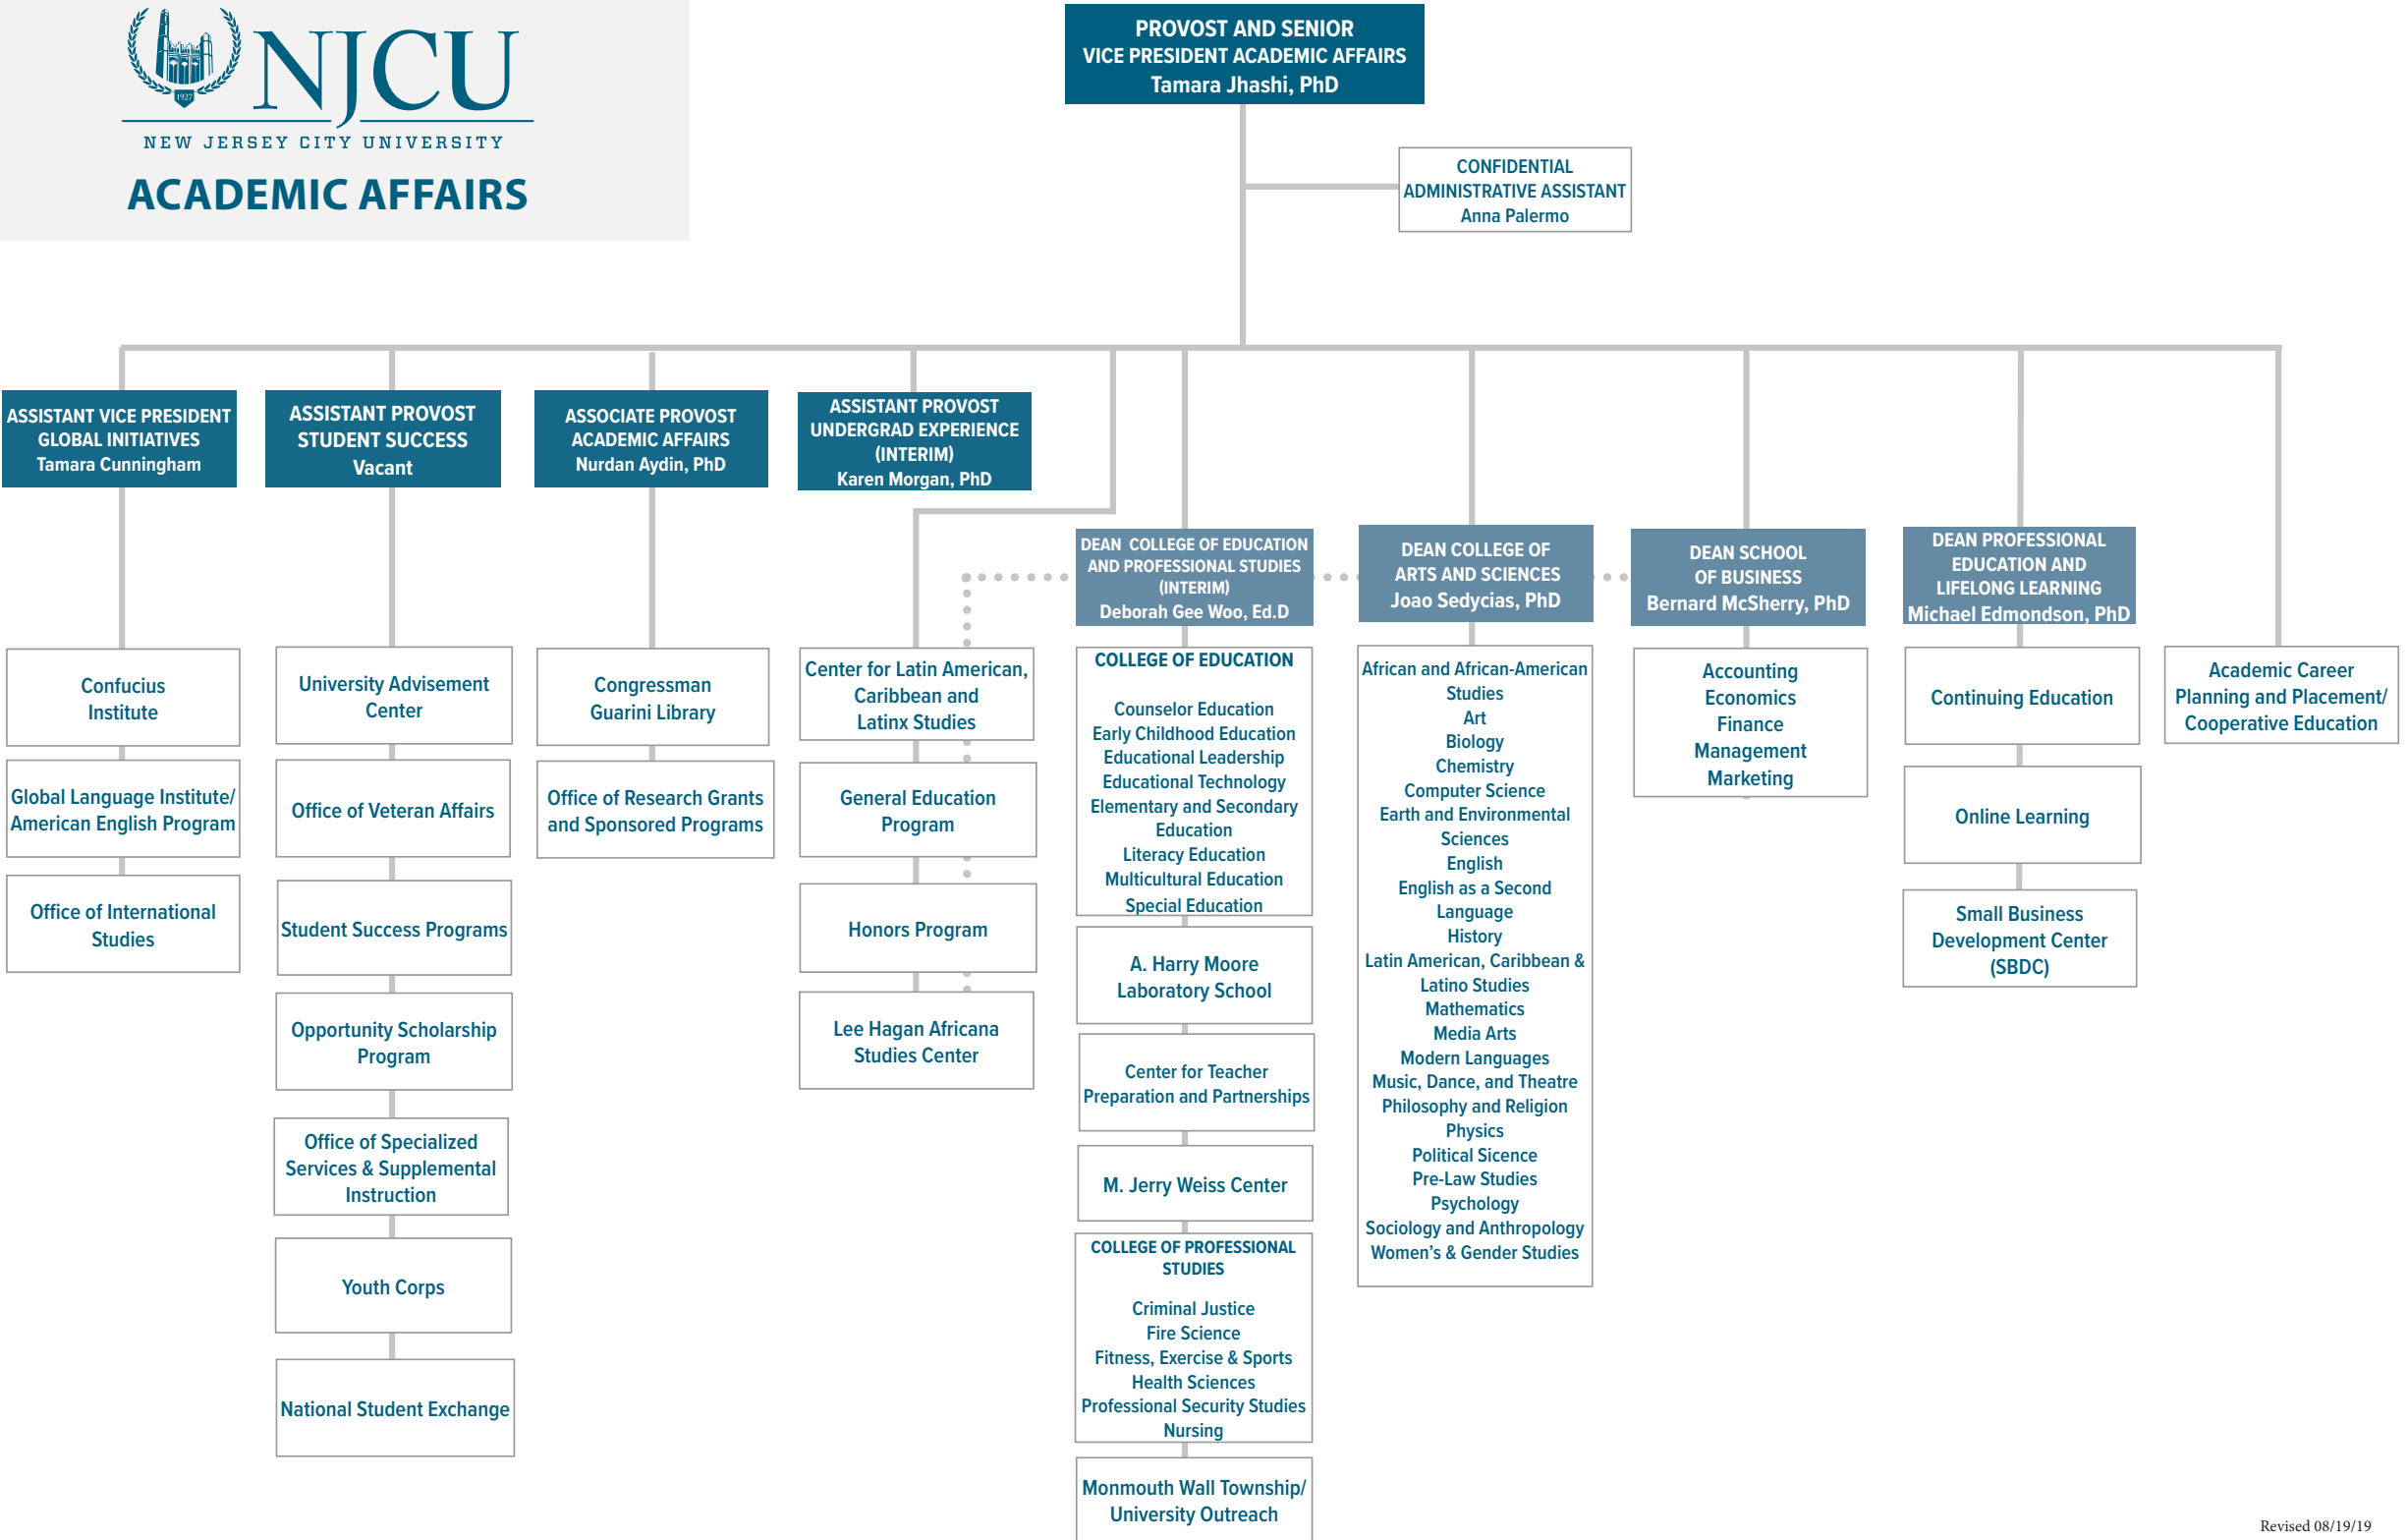 1927
NJCU
NEW JERSEY CITY UNIVERSITY
ACADEMIC AFFAIRS
PROVOST AND SENIOR
VICE PRESIDENT ACADEMIC AFFAIRS
Tamara Jhashi, PhD
CONFIDENTIAL
ADMINISTRATIVE ASSISTANT
Anna Palermo
ASSISTANT VICE PRESIDENT
GLOBAL INITIATIVES
Tamara Cunningham
ASSISTANT PROVOST
STUDENT SUCCESS
Vacant
ASSOCIATE PROVOST
ACADEMIC AFFAIRS
Nurdan Aydin, PhD
ASSISTANT PROVOST
UNDERGRAD EXPERIENCE
(INTERIM)
Karen Morgan, PhD
DEAN COLLEGE OF EDUCATION
AND PROFESSIONAL STUDIES
(INTERIM)
Deborah Gee Woo, Ed.D
DEAN COLLEGE OF
ARTS AND SCIENCES
Joao Sedycias, PhD
DEAN SCHOOL
OF BUSINESS
Bernard McSherry, PhD
DEAN PROFESSIONAL
EDUCATION AND
LIFELONG LEARNING
Michael Edmondson, PhD
Confucius
Institute
Global Language Institute/
American English Program
Office of International
Studies
University Advisement
Center
Office of Veteran Affairs
Student Success Programs
Opportunity Scholarship
Program
Office of Specialized
Services & Supplemental
Instruction
Youth Corps
National Student Exchange
Congressman
Guarini Library
Office of Research Grants
and Sponsored Programs
Center for Latin American,
Caribbean and
Latinx Studies
General Education
Program
Honors Program
Lee Hagan Africana
Studies Center
COLLEGE OF EDUCATION
Counselor Education
Early Childhood Education
Educational Leadership
Educational Technology
Elementary and Secondary
Education
Literacy Education
Multicultural Education
Special Education
A. Harry Moore
Laboratory School
Center for Teacher
Preparation and Partnerships
M. Jerry Weiss Center
COLLEGE OF PROFESSIONAL
STUDIES
Criminal Justice
Fire Science
Fitness, Exercise & Sports
Health Sciences
Professional Security Studies
Nursing
Monmouth Wall Township/
University Outreach
African and African-American
Studies
Art
Biology
Chemistry
Computer Science
Earth and Environmental
Sciences
English
English as a Second
Language
History
Latin American, Caribbean &
Latino Studies
Mathematics
Media Arts
Modern Languages
Music, Dance, and Theatre
Philosophy and Religion
Physics
Political Sicence
Pre-Law Studies
Psychology
Sociology and Anthropology
Women's & Gender Studies
Accounting
Economics
Finance
Management
Marketing
Continuing Education
Online Learning
Small Business
Development Center
(SBDC)
Academic Career
Planning and Placement/
Cooperative Education
Revised 08/19/19